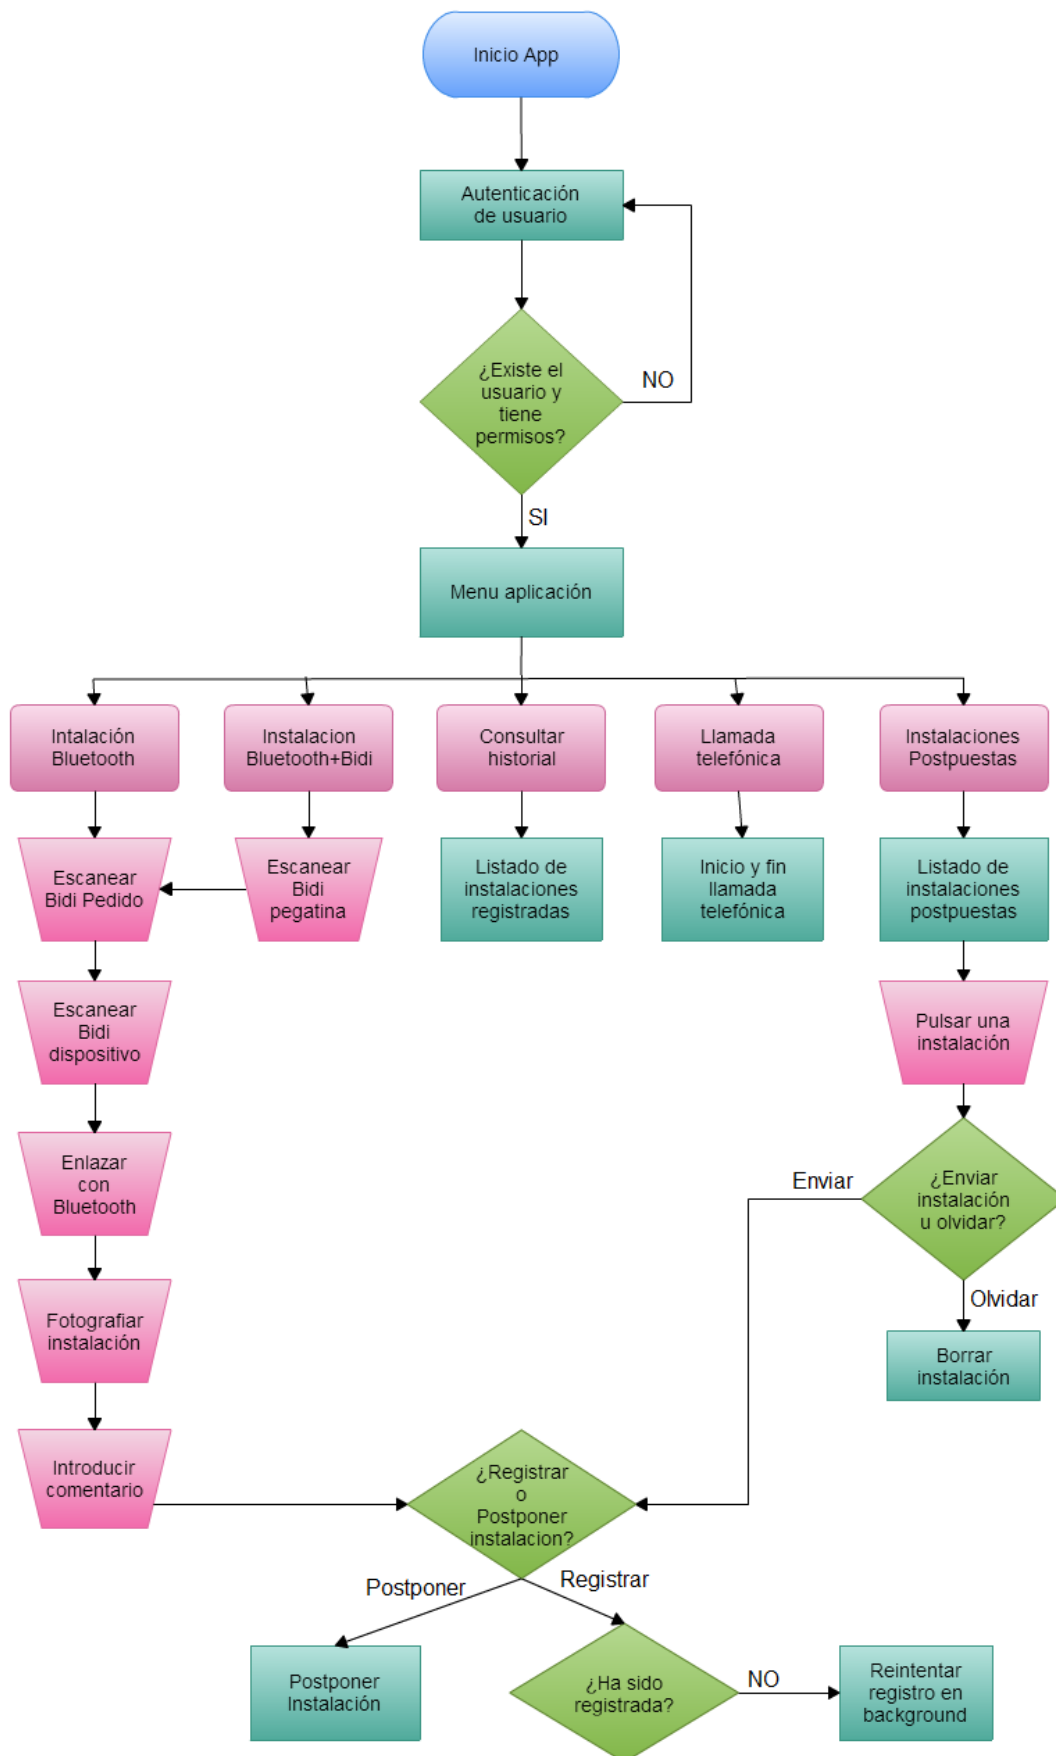 Inicio App
Autenticación
de usuario
¿Existe el
usuario y
tiene
permisos?
NO
SI
Menu aplicación
Intalación
Bluetooth
Instalacion
Bluetooth+Bidi
Consultar
historial
Llamada
telefónica
Instalaciones
Postpuestas
Escanear
Bidi Pedido
Escanear
Bidi
pegatina
Listado de
instalaciones
registradas
Inicio y fin
llamada
telefónica
Listado de
instalaciones
postpuestas
Escanear
Bidi
dispositivo
Pulsar una
instalación
Enlazar
con
Bluetooth
Enviar
¿Enviar
instalación
u olvidar?
Olvidar
Fotografiar
instalación
Borrar
instalación
Introducir
comentario
¿Registrar
o
Postponer
instalacion?
Postponer
Registrar
Postponer
Instalación
¿Ha sido
registrada?
NO
Reintentar
registro en
background